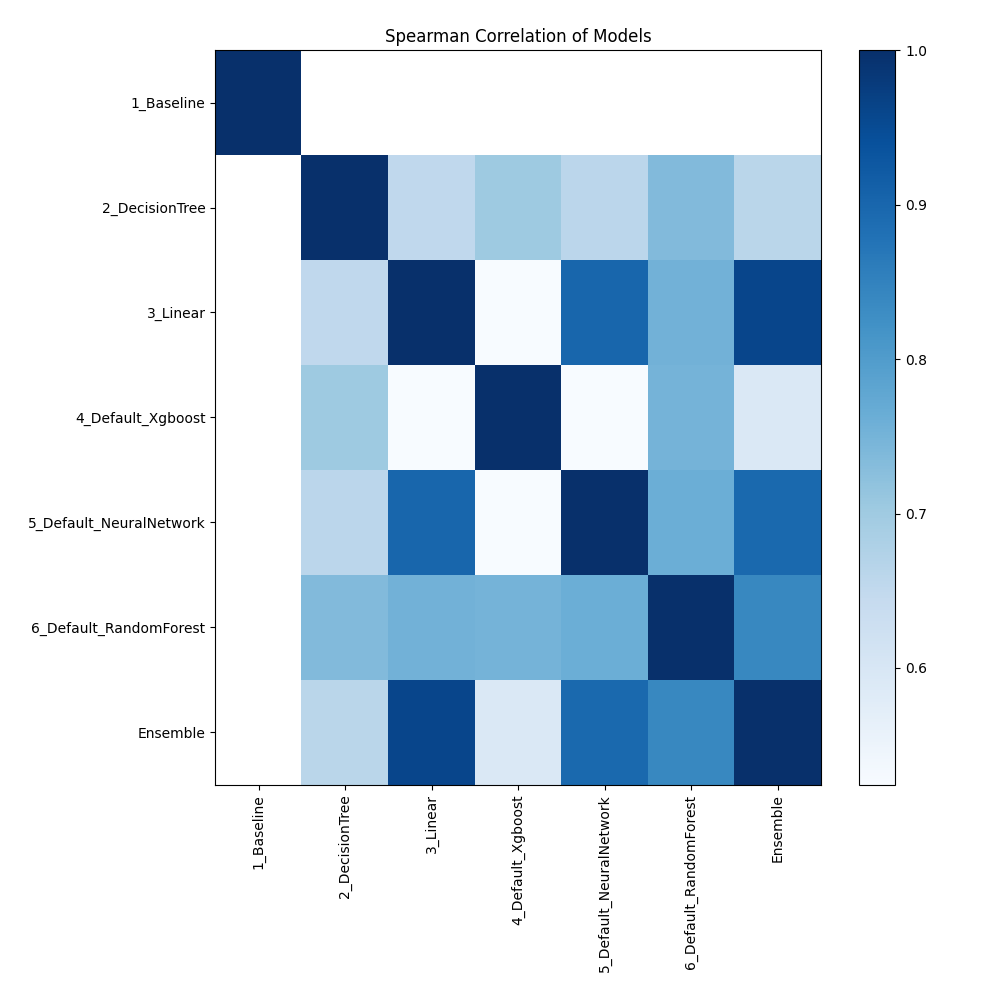 Spearman Correlation of Models
1_Baseline
2_DecisionTree
3_Linear
4_Default_Xgboost
5_Default_NeuralNetwork
6_Default_RandomForest
Ensemble
1_Baseline
2_DecisionTree
3_Linear
4_Default_Xgboost
5_Default_NeuralNetwork
6_Default_RandomForest
Ensemble
1.0
0.9
0.8
0.7
0.6